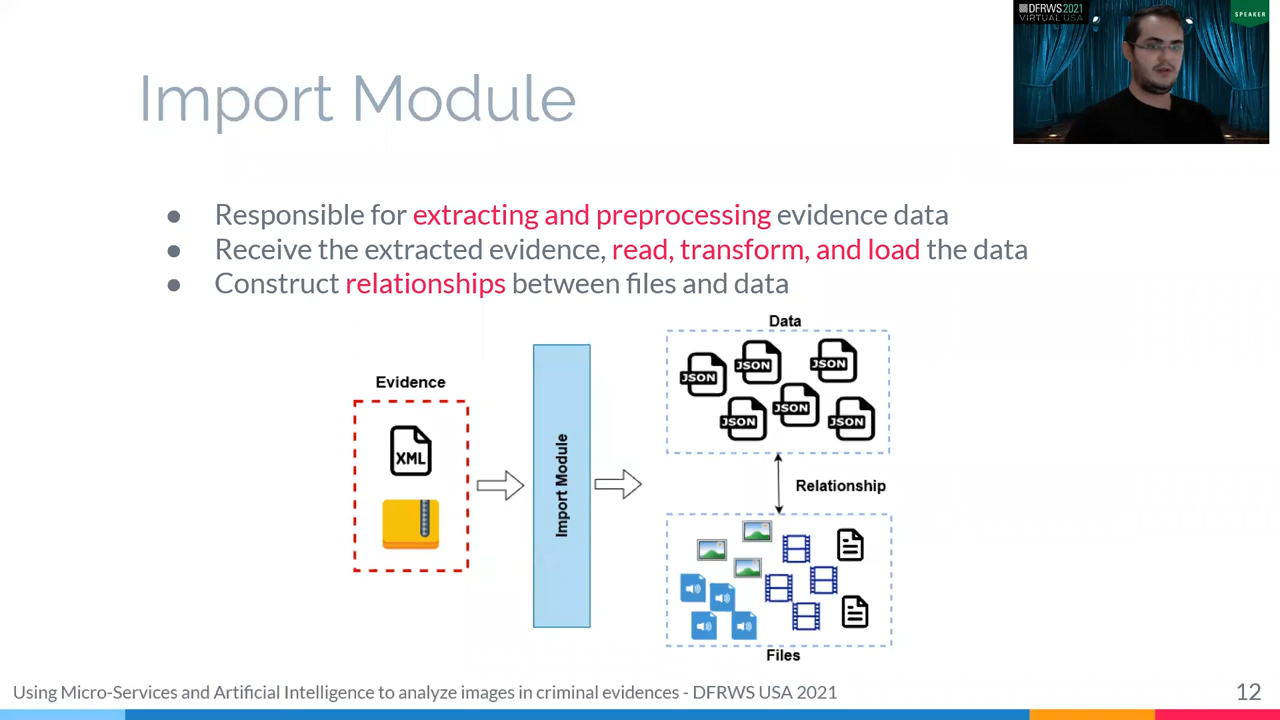 DFRWS2021
VIRTUAL USA
SPEAKER
Import Module
● Responsible for extracting and preprocessing evidence data
● Receive the extracted evidence, read, transform, and load the data
● Construct relationships between files and data
Evidence
XML
Import Module
Data
JSON
JSON
JSON
JSON
JSON
JSON
Relationship
Files
Using Micro-Services and Artificial Intelligence to analyze images in criminal evidences - DFRWS USA 2021
12